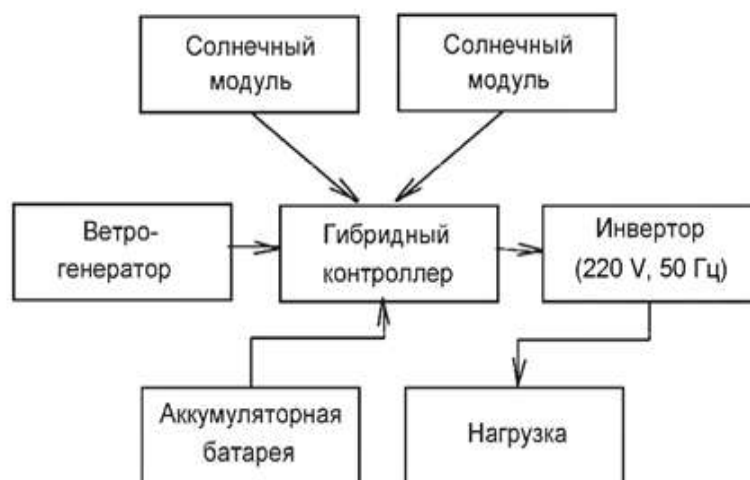 Солнечный
модуль
Солнечный
модуль
Ветро-
генератор
Гибридный
контроллер
Инвертор
(220 V, 50 Гц)
Аккумуляторная
батарея
Нагрузка